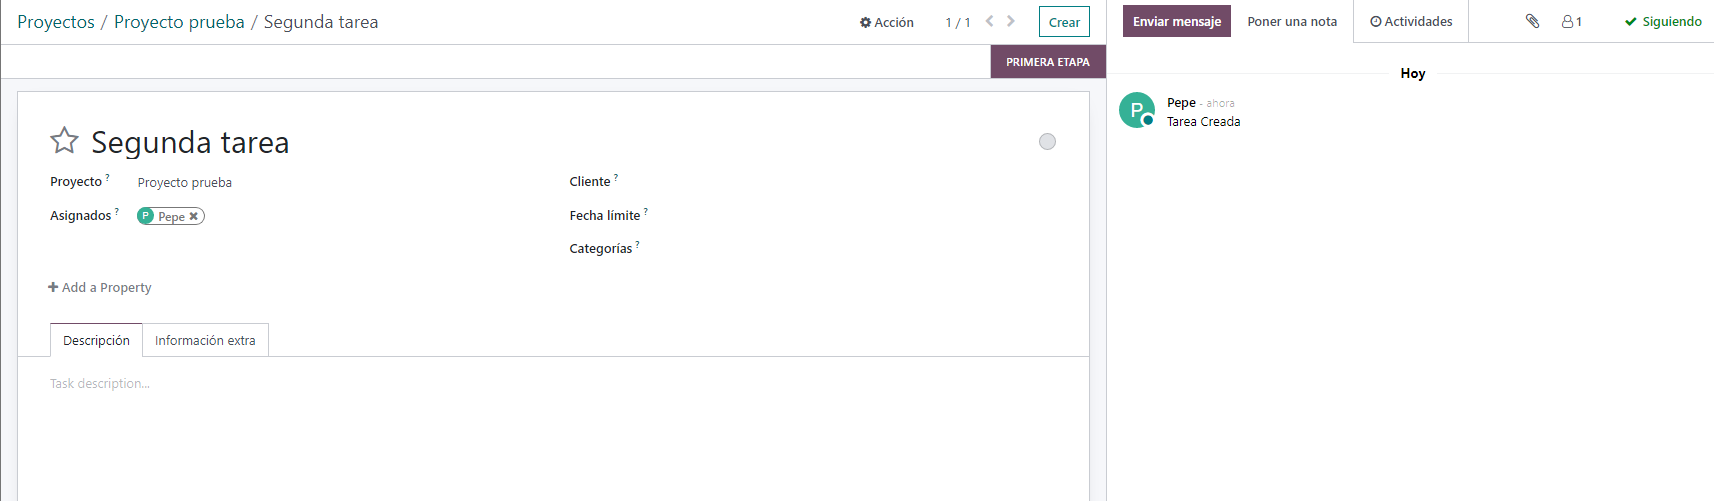 Proyectos / Proyecto prueba / Segunda tarea
Acción
1 / 1
Crear
Enviar mensaje
Poner una nota
Actividades
1
Siguiendo
PRIMERA ETAPA
Hoy
P
Pepe - ahora
Tarea Creada
Segunda tarea
Proyecto ?
Proyecto prueba
Cliente ?
Asignados ?
P Pepe
Fecha límite ?
Categorías ?
Add a Property
Descripción
Información extra
Task description...